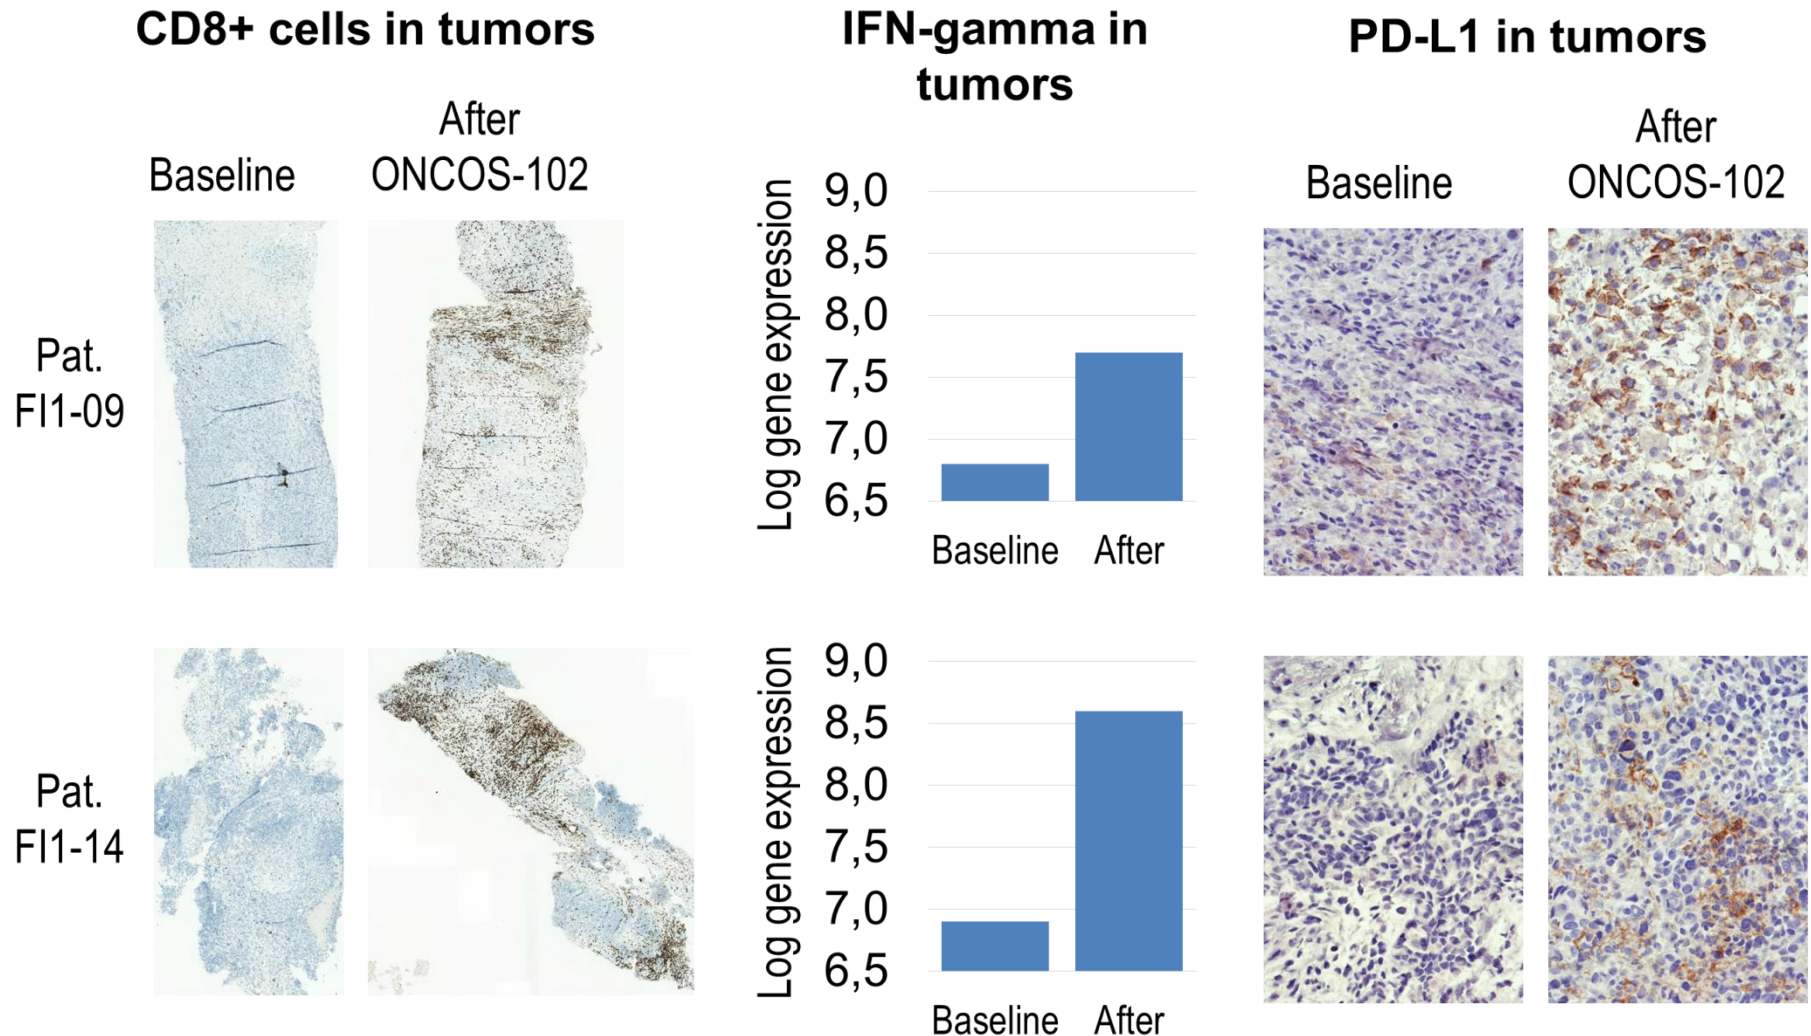 CD8+ cells in tumors
IFN-gamma in
tumors
PD-L1 in tumors
Baseline
After
ONCOS-102
Baseline
After
ONCOS-102
Pat.
FI1-09
Log gene expression
9,0
8,5
8,0
7,5
7,0
6,5
Baseline
After
Pat.
FI1-14
Log gene expression
9,0
8,5
8,0
7,5
7,0
6,5
Baseline
After